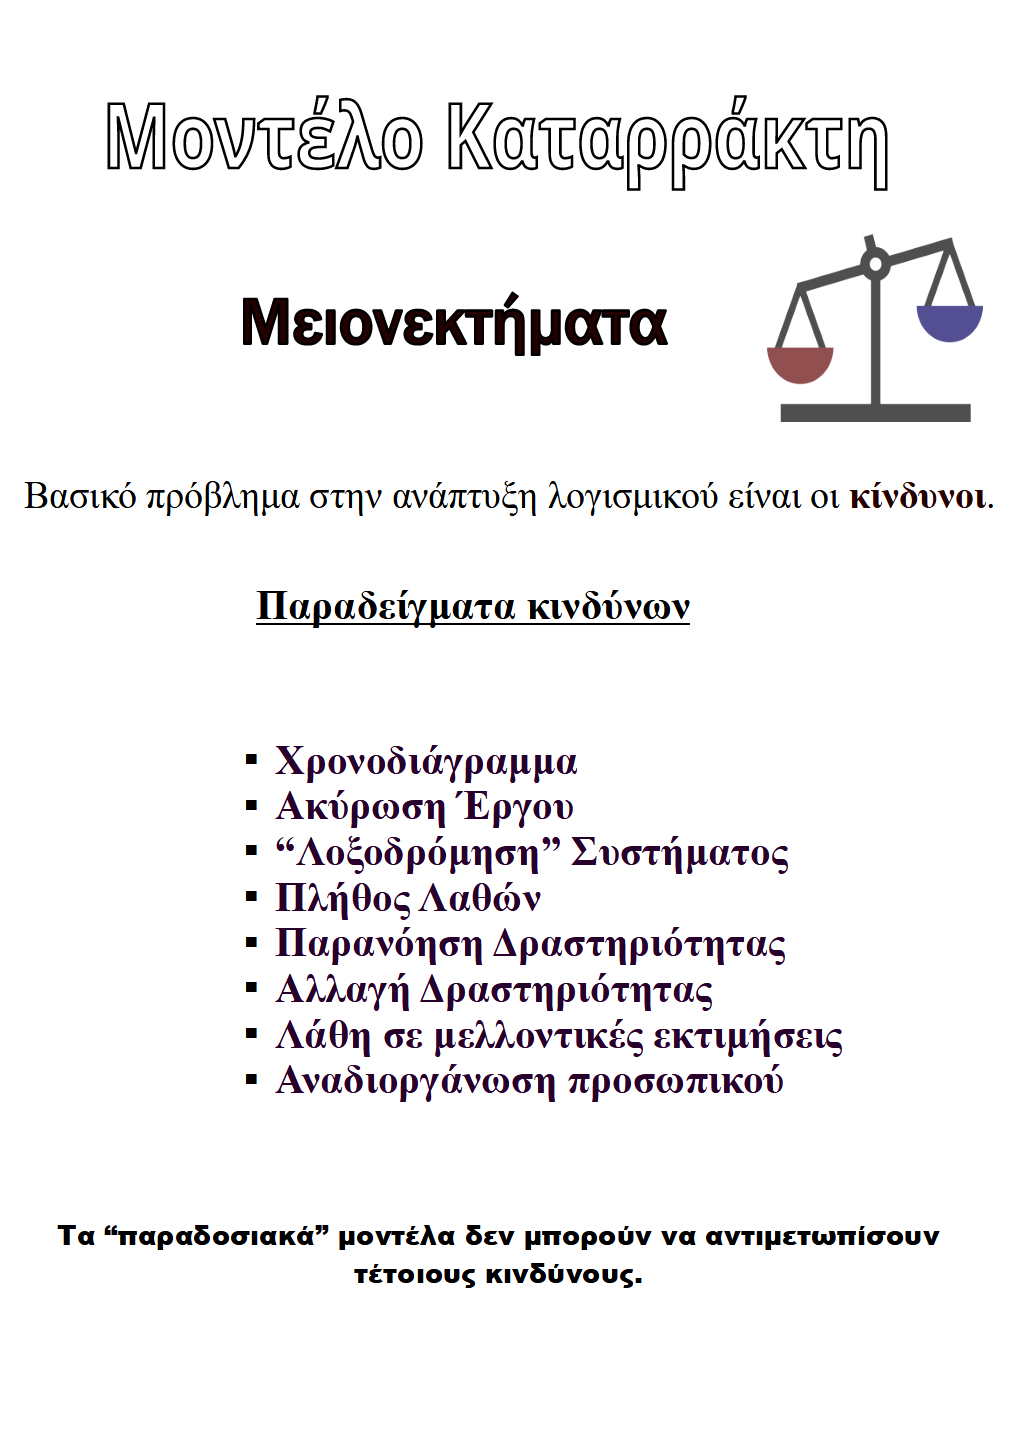 Μοντέλο Καταρράκτη
Μειονεκτήματα
Βασικό πρόβλημα στην ανάπτυξη λογισμικού είναι οι κίνδυνοι.
Παραδείγματα κινδύνων
▪ Χρονοδιάγραμμα
▪ Ακύρωση Έργου
▪ “Λοξοδρόμηση” Συστήματος
▪ Πλήθος Λαθών
▪ Παρανόηση Δραστηριότητας
▪ Αλλαγή Δραστηριότητας
▪ Λάθη σε μελλοντικές εκτιμήσεις
▪ Αναδιοργάνωση προσωπικού
Τα “παραδοσιακά” μοντέλα δεν μπορούν να αντιμετωπίσουν
τέτοιους κινδύνους.